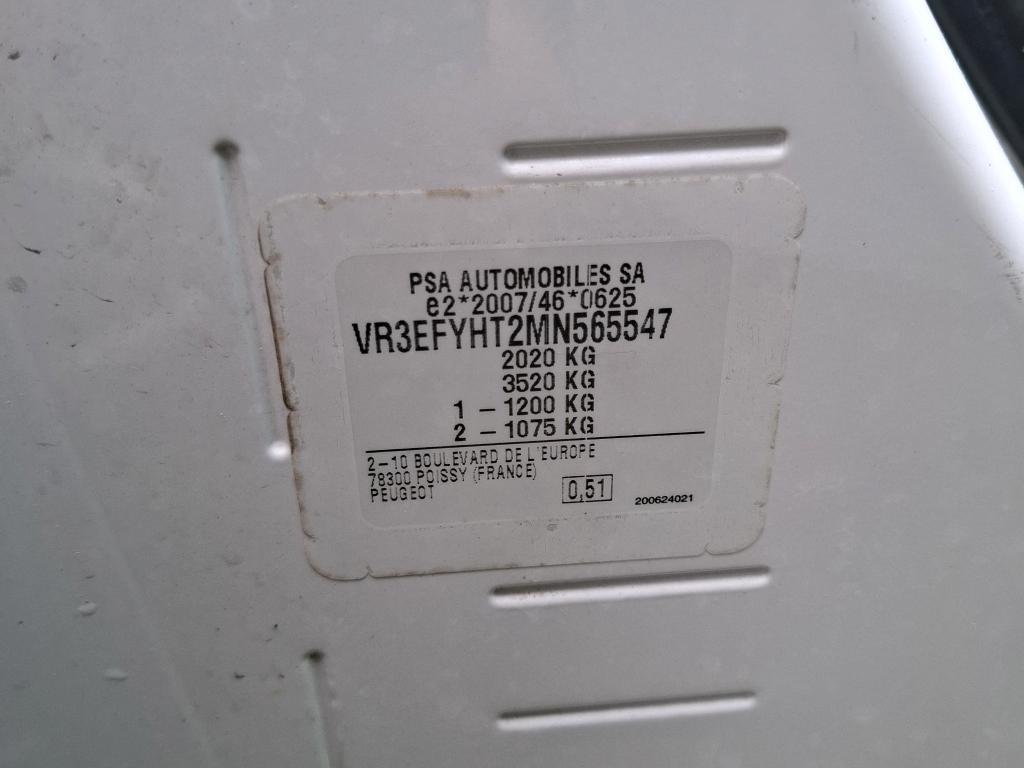 PSA AUTOMOBILES SA
e2*2007/46*0625
VR3EFYHT2MN565547
2020 KG
3520 KG
1 – 1200 KG
2 – 1075 KG
2–10 BOULEVARD DE L'EUROPE
78300 POISSY (FRANCE)
PEUGEOT
0,51
200624021